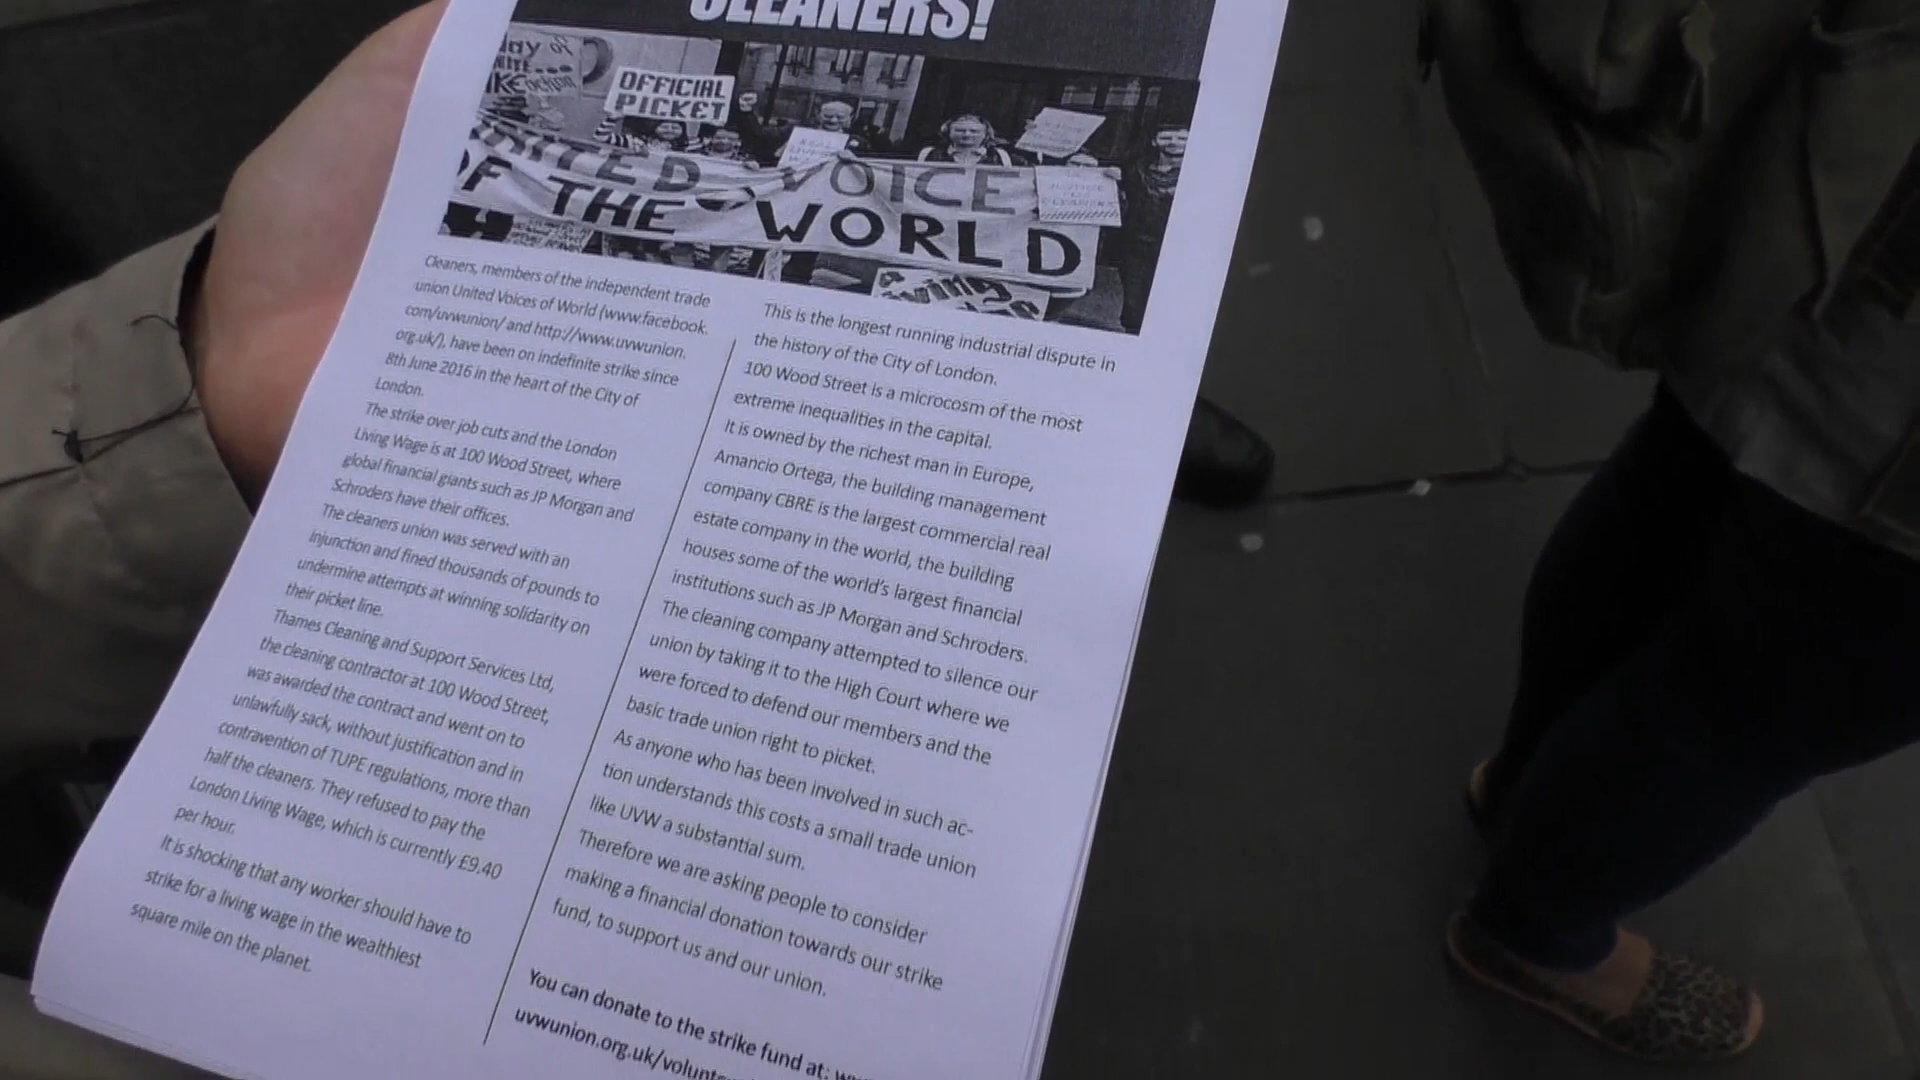 CLEANERS!
OFFICIAL
PICKET
VOICE
OF THE WORLD
Cleaners, members of the independent trade
union United Voices of World (www.facebook.
com/uvwunion/ and http://www.uvwunion.
org.uk/), have been on indefinite strike since
8th June 2016 in the heart of the City of
London.
The strike over job cuts and the London
Living Wage is at 100 Wood Street, where
global financial giants such as JP Morgan and
Schroders have their offices.
The cleaners union was served with an
injunction and fined thousands of pounds to
undermine attempts at winning solidarity on
their picket line.
Thames Cleaning and Support Services Ltd,
the cleaning contractor at 100 Wood Street,
was awarded the contract and went on to
unlawfully sack, without justification and in
contravention of TUPE regulations, more than
half the cleaners. They refused to pay the
London Living Wage, which is currently £9.40
per hour.
It is shocking that any worker should have to
strike for a living wage in the wealthiest
square mile on the planet.
This is the longest running industrial dispute in
the history of the City of London.
100 Wood Street is a microcosm of the most
extreme inequalities in the capital.
It is owned by the richest man in Europe,
Amancio Ortega, the building management
company CBRE is the largest commercial real
estate company in the world, the building
houses some of the world's largest financial
institutions such as JP Morgan and Schroders.
The cleaning company attempted to silence our
union by taking it to the High Court where we
were forced to defend our members and the
basic trade union right to picket.
As anyone who has been involved in such ac-
tion understands this costs a small trade union
like UVW a substantial sum.
Therefore we are asking people to consider
making a financial donation towards our strike
fund, to support us and our union.
You can donate to the strike fund at:
uvwunion.org.uk/volunt